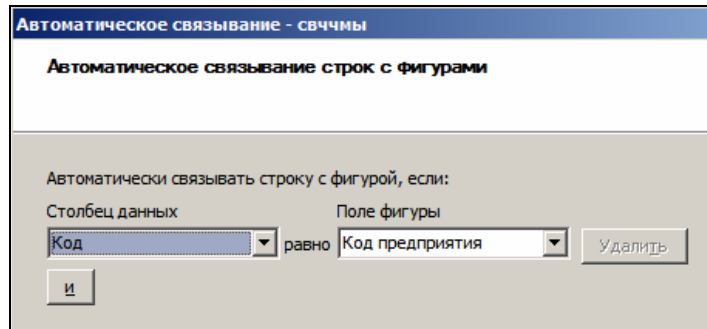 Автоматическое связывание - свччмы
Автоматическое связывание строк с фигурами
Автоматически связывать строку с фигурой, если:
Столбец данных Поле фигуры
Код равно Код предприятия Удалить
и